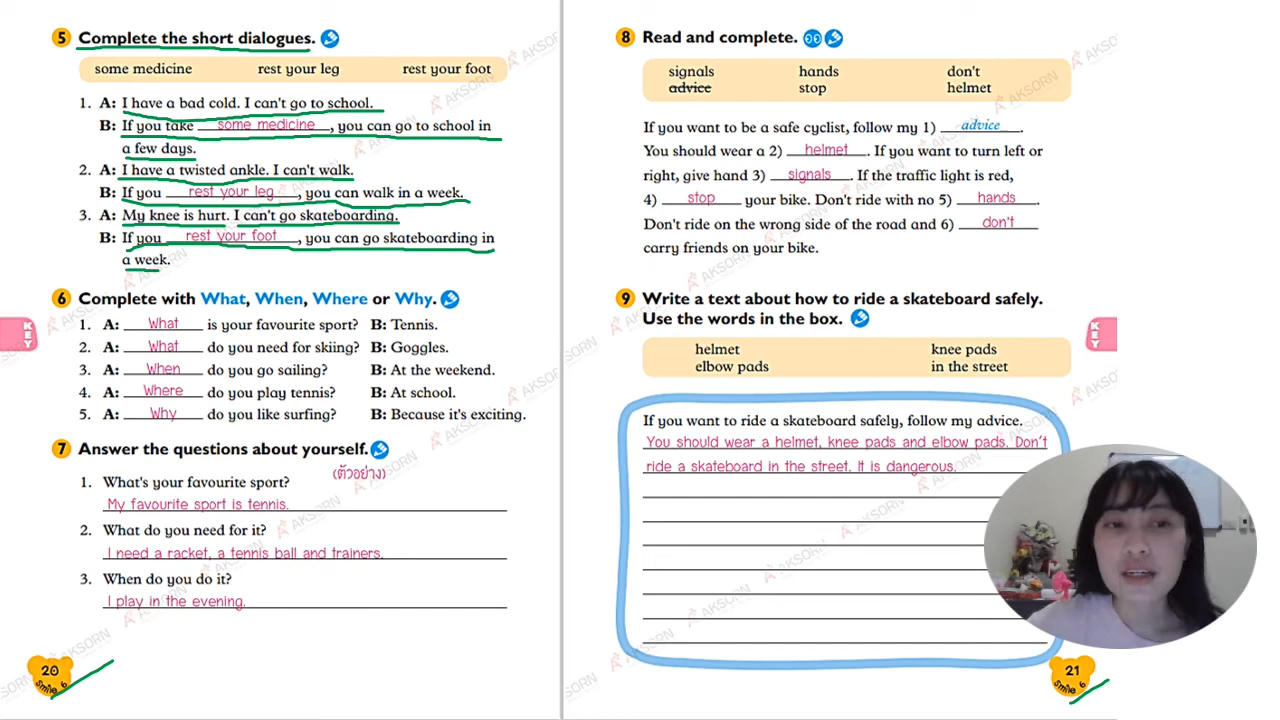 5 Complete the short dialogues.
some medicine rest your leg rest your foot
1. A: I have a bad cold. I can't go to school.
B: If you take some medicine, you can go to school in
a few days.
2. A: I have a twisted ankle. I can't walk.
B: If you rest your leg, you can walk in a week.
3. A: My knee is hurt. I can't go skateboarding.
B: If you rest your foot, you can go skateboarding in
a week.
6 Complete with What, When, Where or Why.
1. A: What is your favourite sport? B: Tennis.
2. A: What do you need for skiing? B: Goggles.
3. A: When do you go sailing? B: At the weekend.
4. A: Where do you play tennis? B: At school.
5. A: Why do you like surfing? B: Because it's exciting.
7 Answer the questions about yourself.
(ตัวอย่าง)
1. What's your favourite sport?
My favourite sport is tennis.
2. What do you need for it?
I need a racket, a tennis ball and trainers.
3. When do you do it?
I play in the evening.
20
Smile 6
KEY
8 Read and complete.
signals hands don't
advice stop helmet
If you want to be a safe cyclist, follow my 1) advice.
You should wear a 2) helmet. If you want to turn left or
right, give hand 3) signals. If the traffic light is red,
4) stop your bike. Don't ride with no 5) hands.
Don't ride on the wrong side of the road and 6) don't
carry friends on your bike.
9 Write a text about how to ride a skateboard safely.
Use the words in the box.
helmet knee pads
elbow pads in the street
If you want to ride a skateboard safely, follow my advice.
You should wear a helmet, knee pads and elbow pads. Don't
ride a skateboard in the street. It is dangerous.
21
Smile 6
KEY
AKSORN